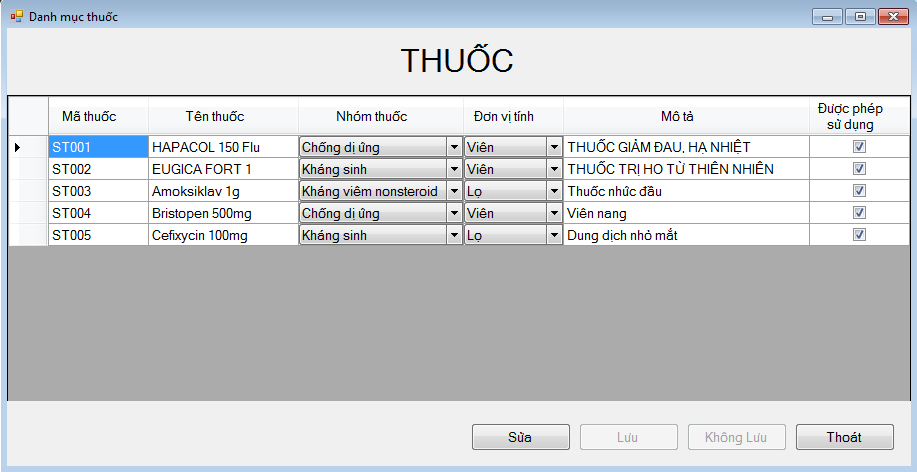 Danh mục thuốc
THUỐC
Mã thuốc Tên thuốc Nhóm thuốc Đơn vị tính Mô tả Được phép sử dụng
ST001 HAPACOL 150 Flu Chống dị ứng Viên THUỐC GIẢM ĐAU, HẠ NHIỆT
ST002 EUGICA FORT 1 Kháng sinh Viên THUỐC TRỊ HO TỪ THIÊN NHIÊN
ST003 Amoksiklav 1g Kháng viêm nonsteroid Lọ Thuốc nhức đầu
ST004 Bristopen 500mg Chống dị ứng Viên Viên nang
ST005 Cefixycin 100mg Kháng sinh Lọ Dung dịch nhỏ mắt
Sửa Lưu Không Lưu Thoát